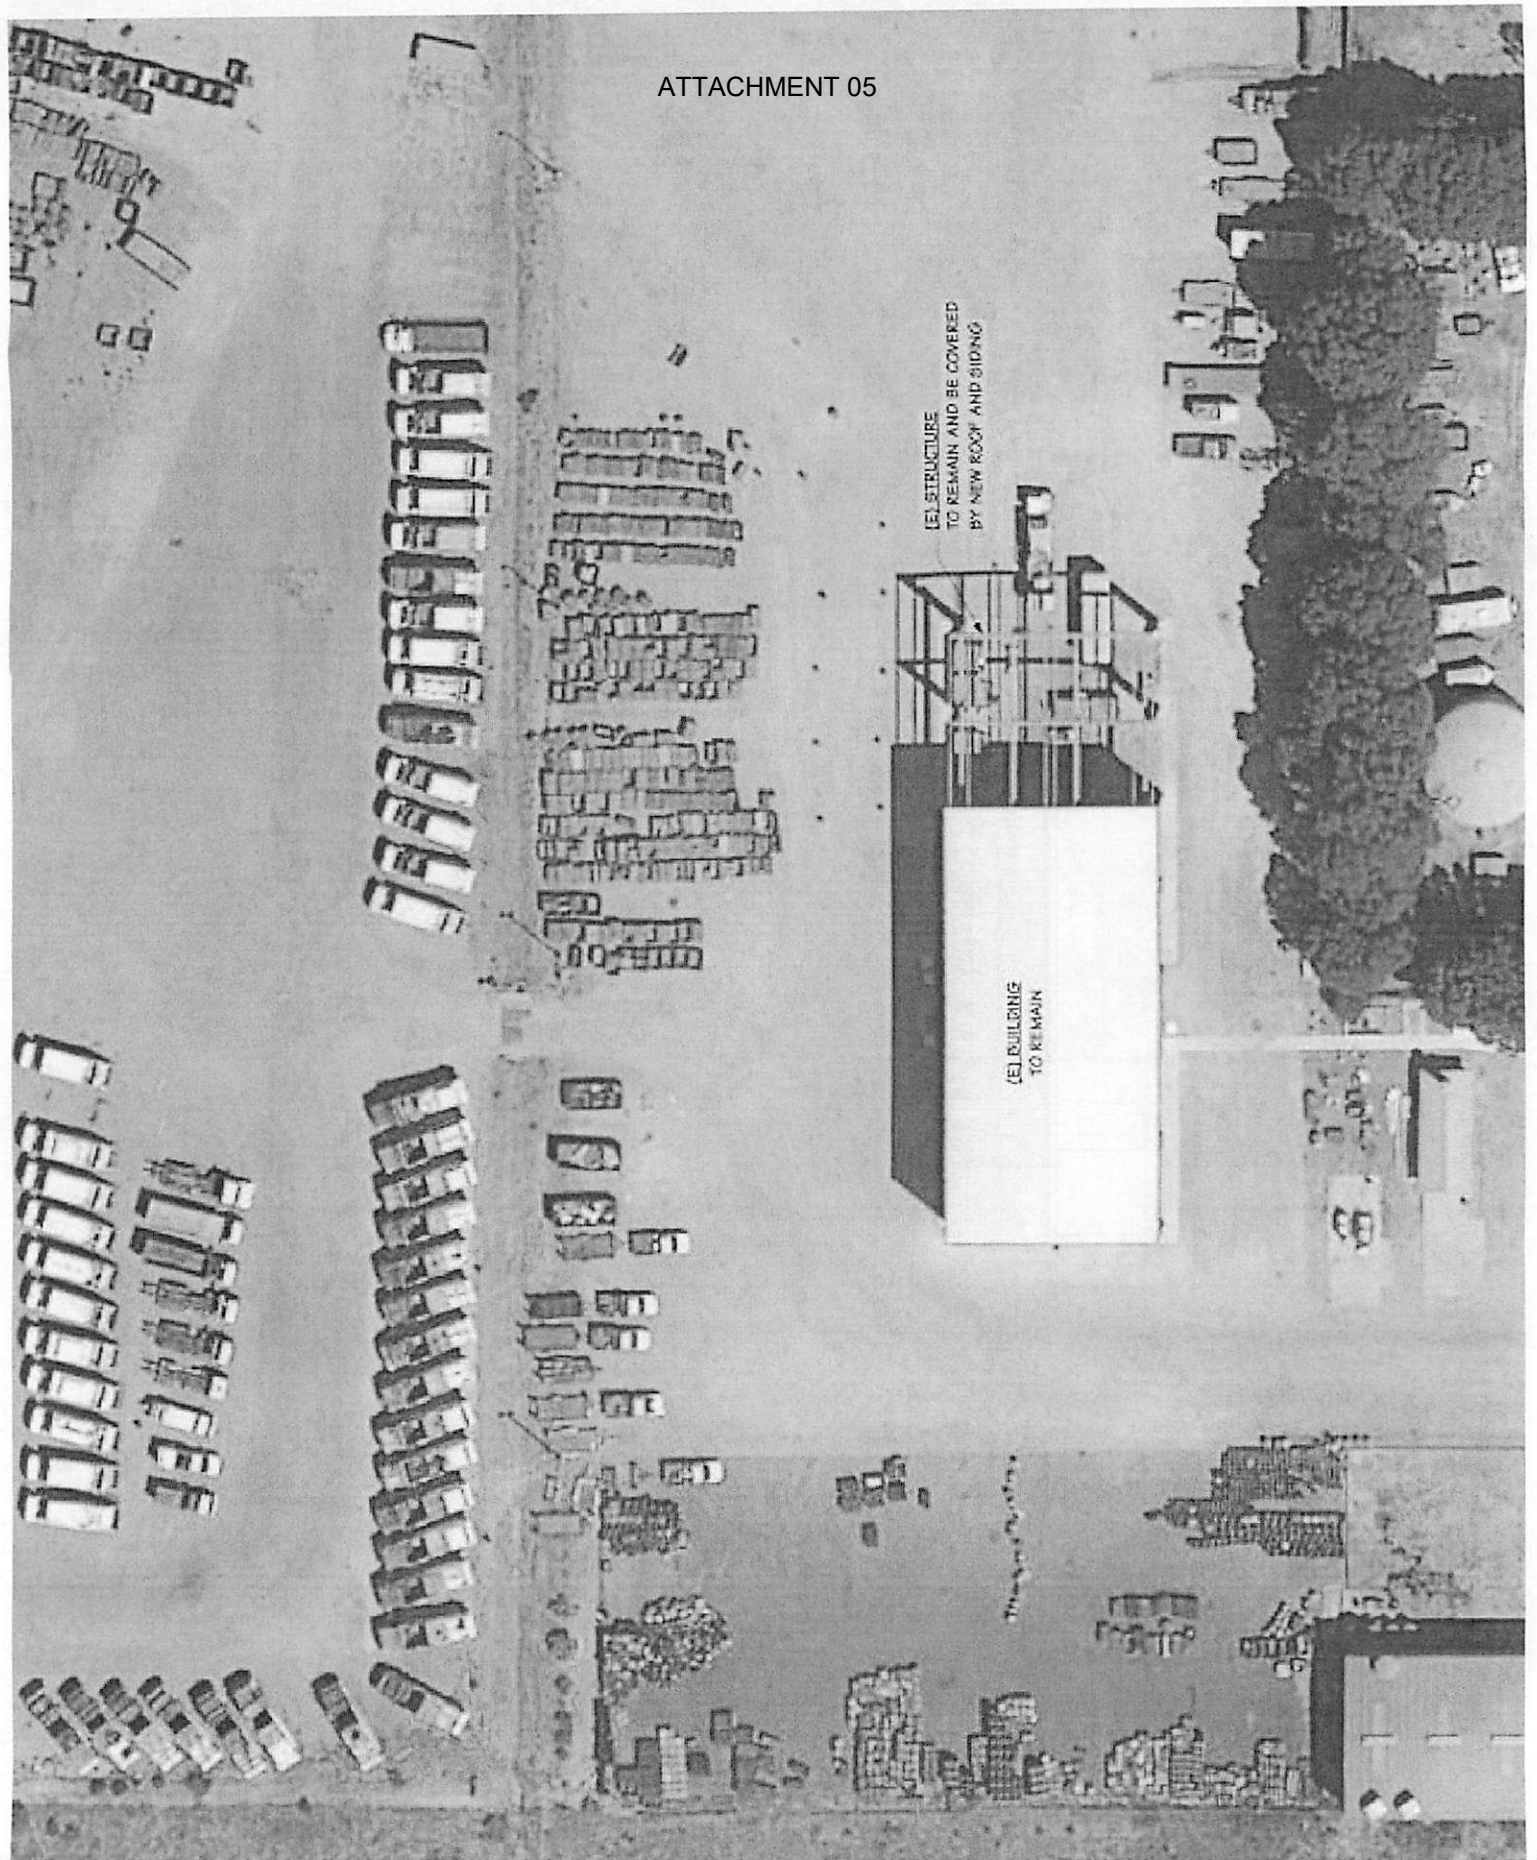 ATTACHMENT 05
(E) STRUCTURE
TO REMAIN AND BE COVERED
BY NEW ROOF AND SIDING
(E) BUILDING
TO REMAIN